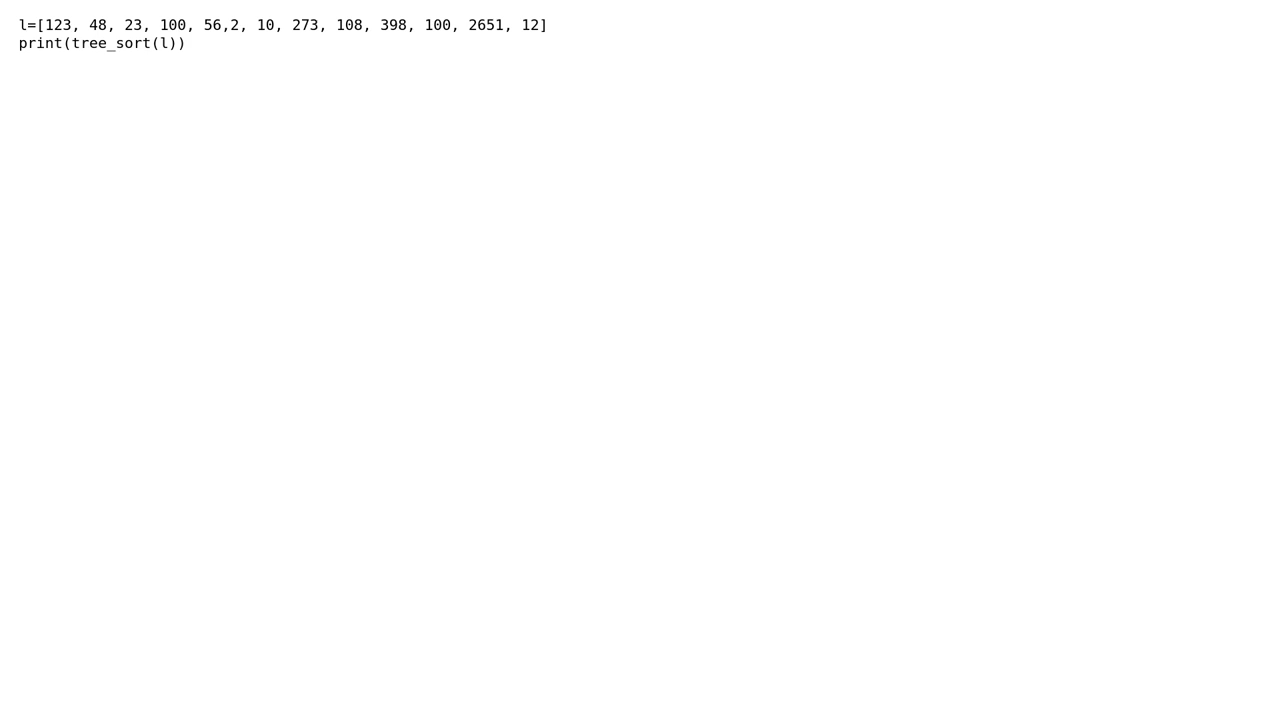 l=[123, 48, 23, 100, 56,2, 10, 273, 108, 398, 100, 2651, 12]
print(tree_sort(l))